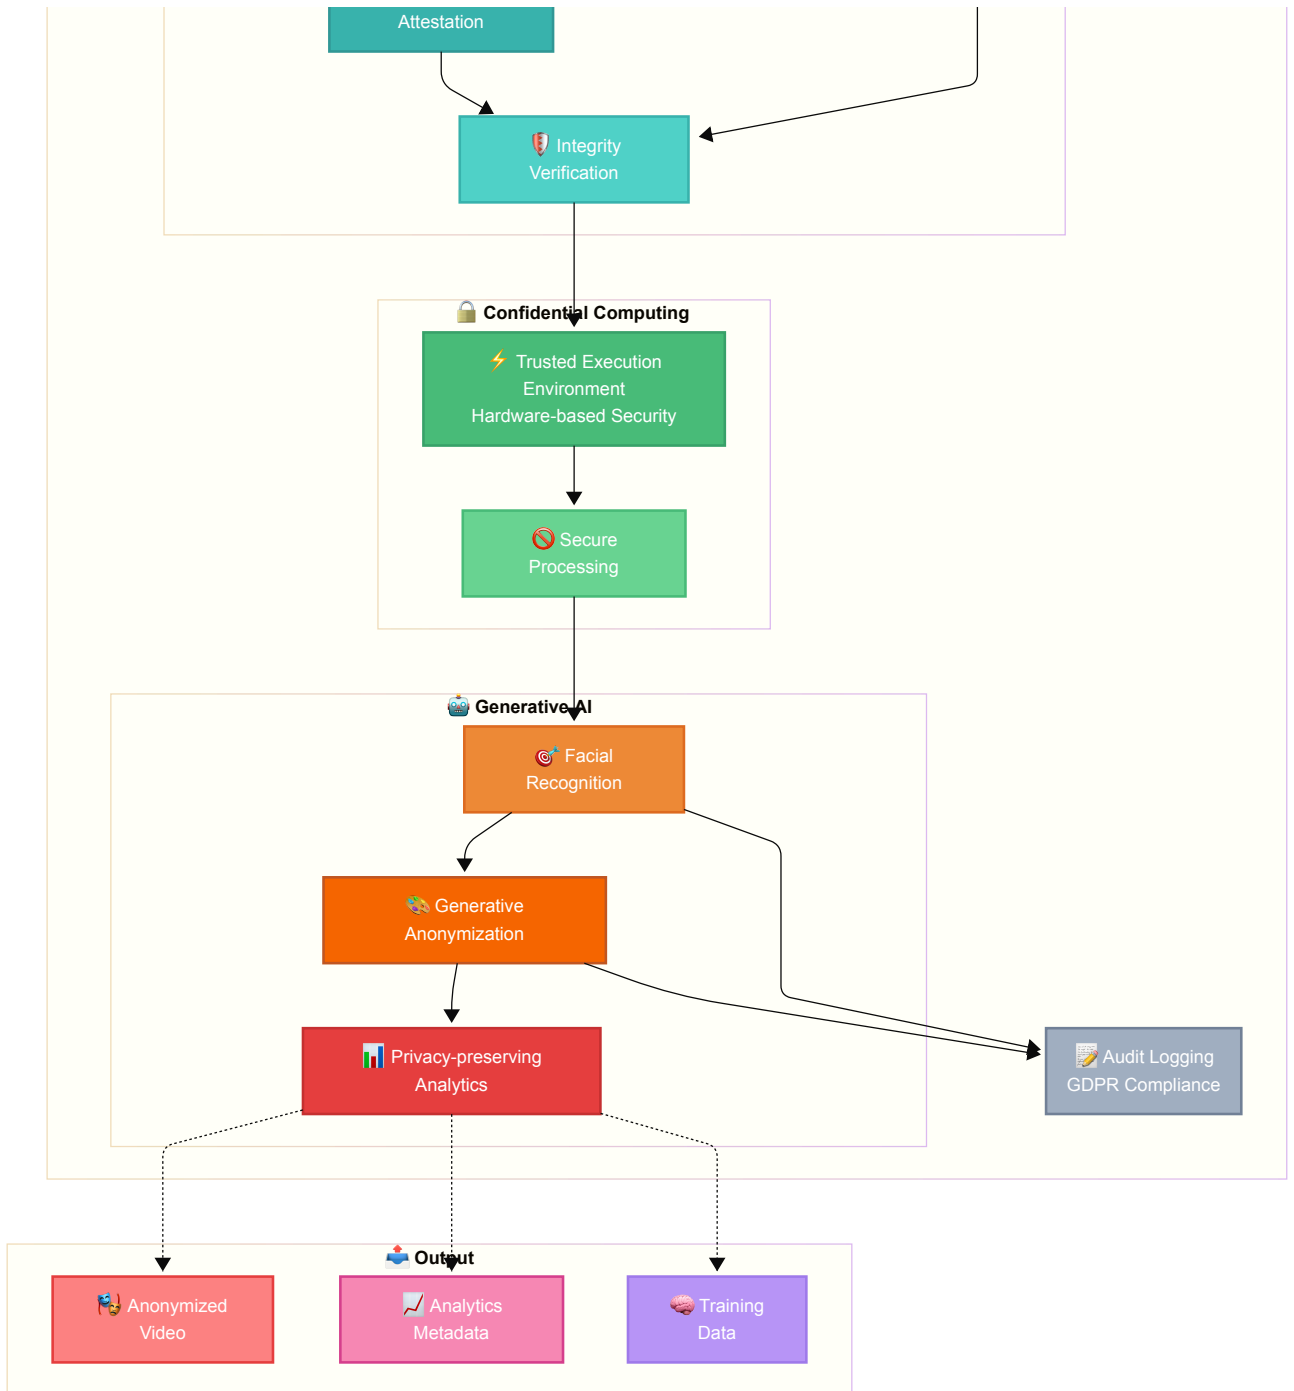 Attestation
🛡️ Integrity
Verification
🔒 Confidential Computing
⚡ Trusted Execution
Environment
Hardware-based Security
🚫 Secure
Processing
🤖 Generative AI
🎯 Facial
Recognition
🎨 Generative
Anonymization
📊 Privacy-preserving
Analytics
📝 Audit Logging
GDPR Compliance
📤 Output
🎭 Anonymized
Video
📈 Analytics
Metadata
🧠 Training
Data